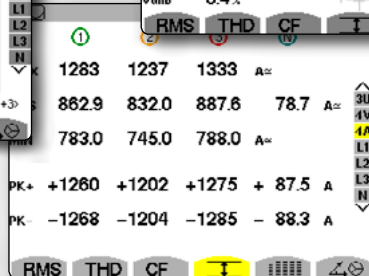 L1
L2
L3
N
+3>
RMS THD CF
1 2 3 N
1283 1237 1333 A≃
862.9 832.0 887.6 78.7 A≃
783.0 745.0 788.0 A≃
PK+ +1260 +1202 +1275 + 87.5 A
PK- -1268 -1204 -1285 - 88.3 A
3U
4V
4A
L1
L2
L3
N
RMS THD CF